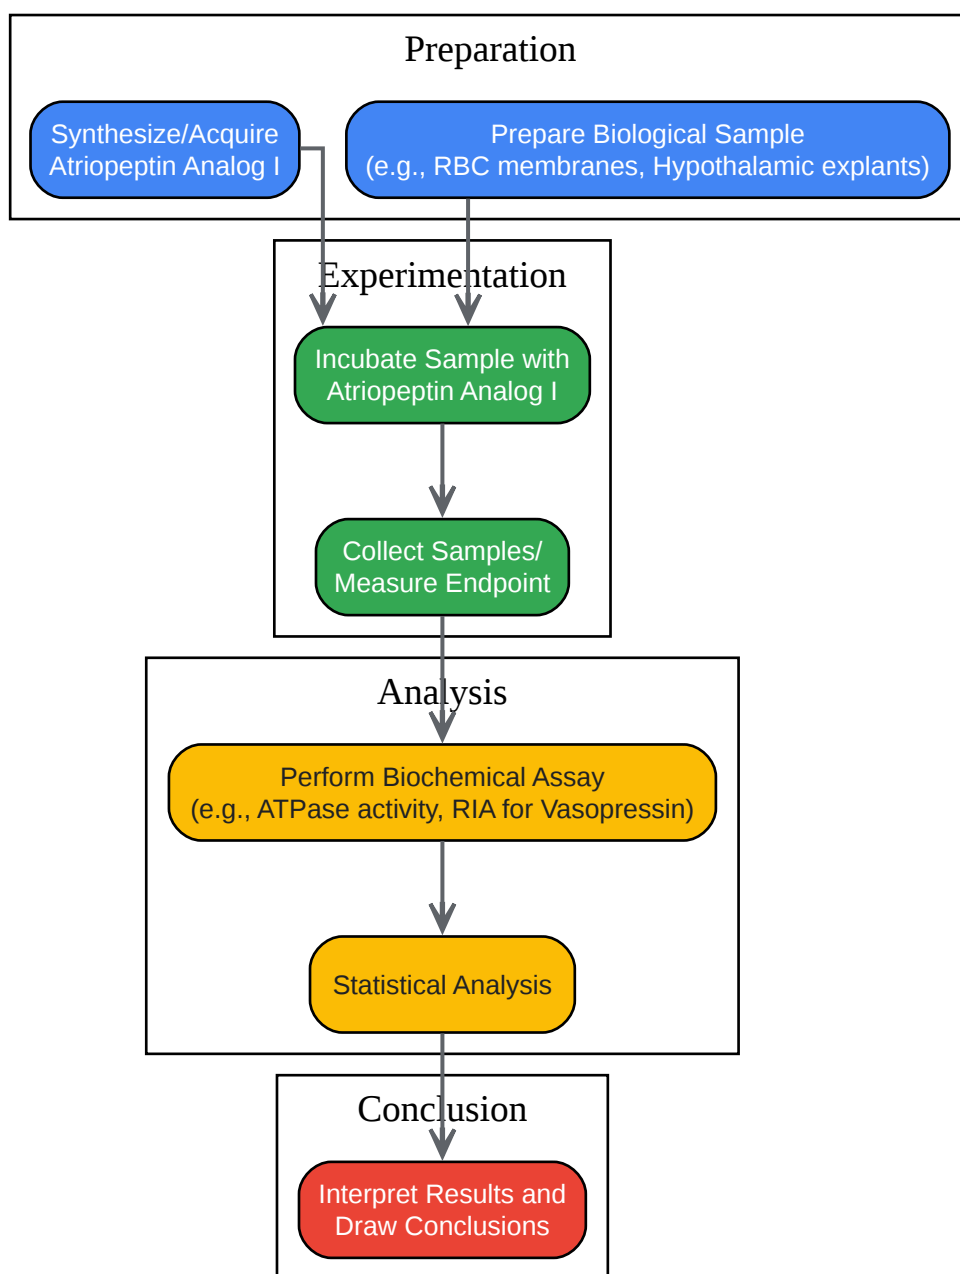 Preparation
Synthesize/Acquire
Atriopeptin Analog I
Prepare Biological Sample
(e.g., RBC membranes, Hypothalamic explants)
Experimentation
Incubate Sample with
Atriopeptin Analog I
Collect Samples/
Measure Endpoint
Analysis
Perform Biochemical Assay
(e.g., ATPase activity, RIA for Vasopressin)
Statistical Analysis
Conclusion
Interpret Results and
Draw Conclusions